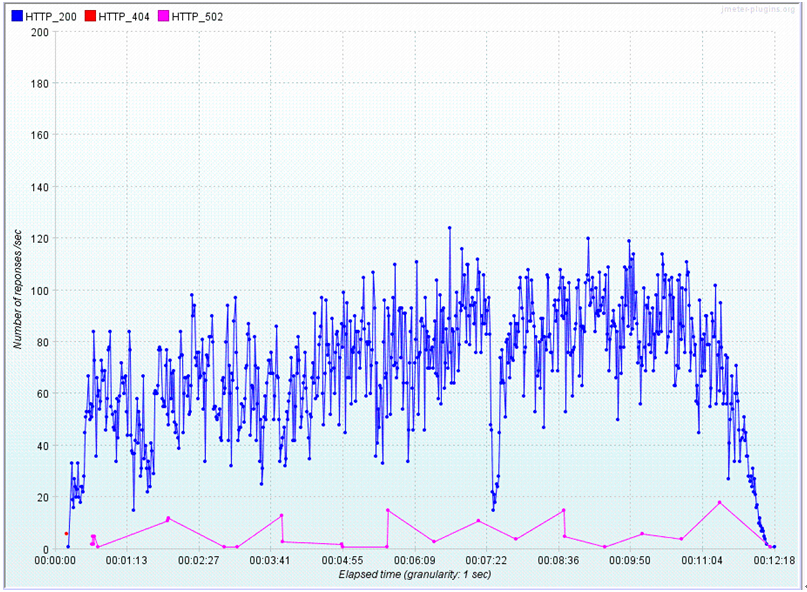 HTTP_200 HTTP_404 HTTP_502
jmeter-plugins.org
200
180
160
140
120
100
80
60
40
20
0
Number of reponses/sec
00:00:00 00:01:13 00:02:27 00:03:41 00:04:55 00:06:09 00:07:22 00:08:36 00:09:50 00:11:04 00:12:18
Elapsed time (granularity: 1 sec)